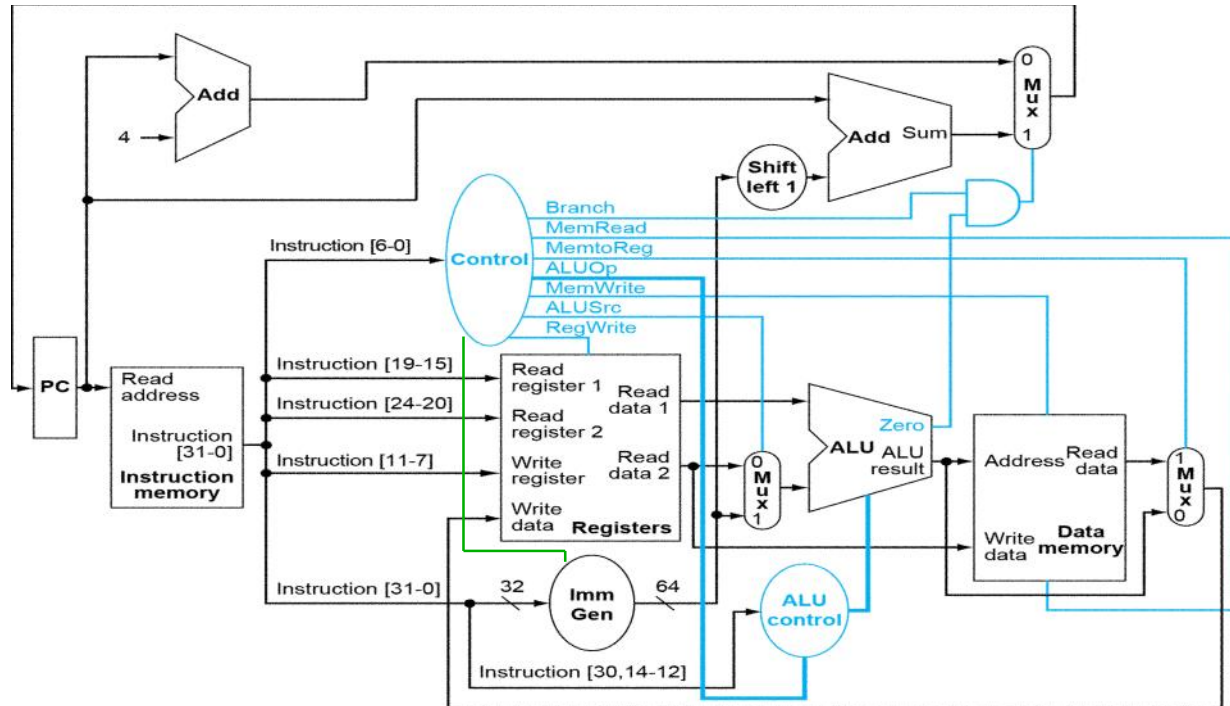 Add
4
0
Mux
1
Add Sum
Shift
left 1
Branch
MemRead
MemtoReg
ALUOp
MemWrite
ALUSrc
RegWrite
Control
Instruction [6-0]
PC
Read
address
Instruction
[31-0]
Instruction
memory
Instruction [19-15]
Instruction [24-20]
Instruction [11-7]
Instruction [31-0]
Read
register 1
Read
register 2
Write
register
Write
data
Read
data 1
Read
data 2
Registers
0
Mux
1
Zero
ALU
ALU
result
Address
Read
data
Write
data
Data
memory
1
Mux
0
32
Imm
Gen
64
ALU
control
Instruction [30,14-12]